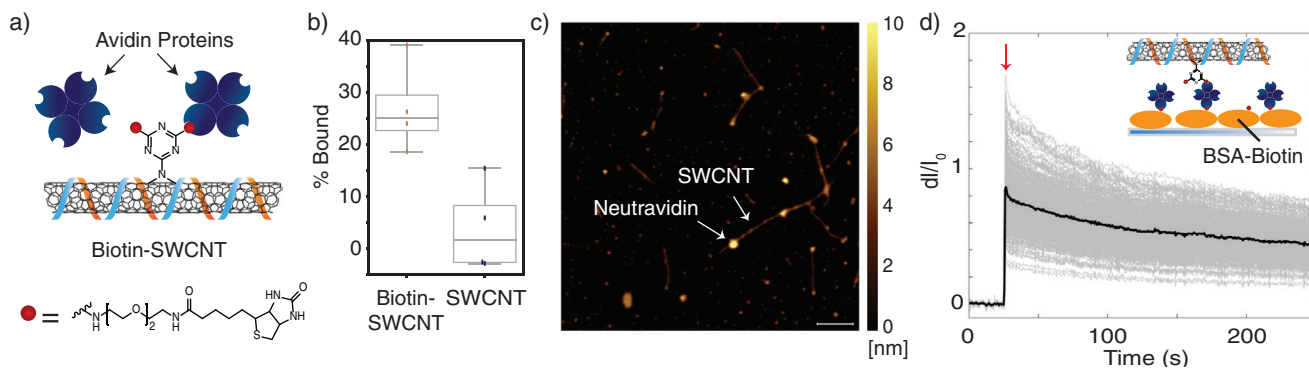 a)
Avidin Proteins
N
N
N
N
Biotin-SWCNT
=
N
H
O
2
NH
O
HN
O
NH
S
b)
% Bound
40
30
20
10
0
Biotin-
SWCNT
SWCNT
c)
SWCNT
Neutravidin
10
8
6
4
2
0
[nm]
d)
dI/I0
2
1
0
BSA-Biotin
0
100
200
Time (s)